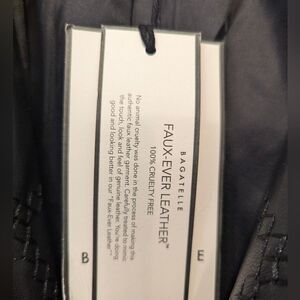 BAGATELLE
FAUX-EVER LEATHER™
100% CRUELTY FREE
No animal cruelty was done in the process of making this
authentic faux leather garment. Carefully treated to mimic
the touch, look and feel of genuine leather. You're doing
good and looking better in our "Faux-Ever Leather™"
B
E